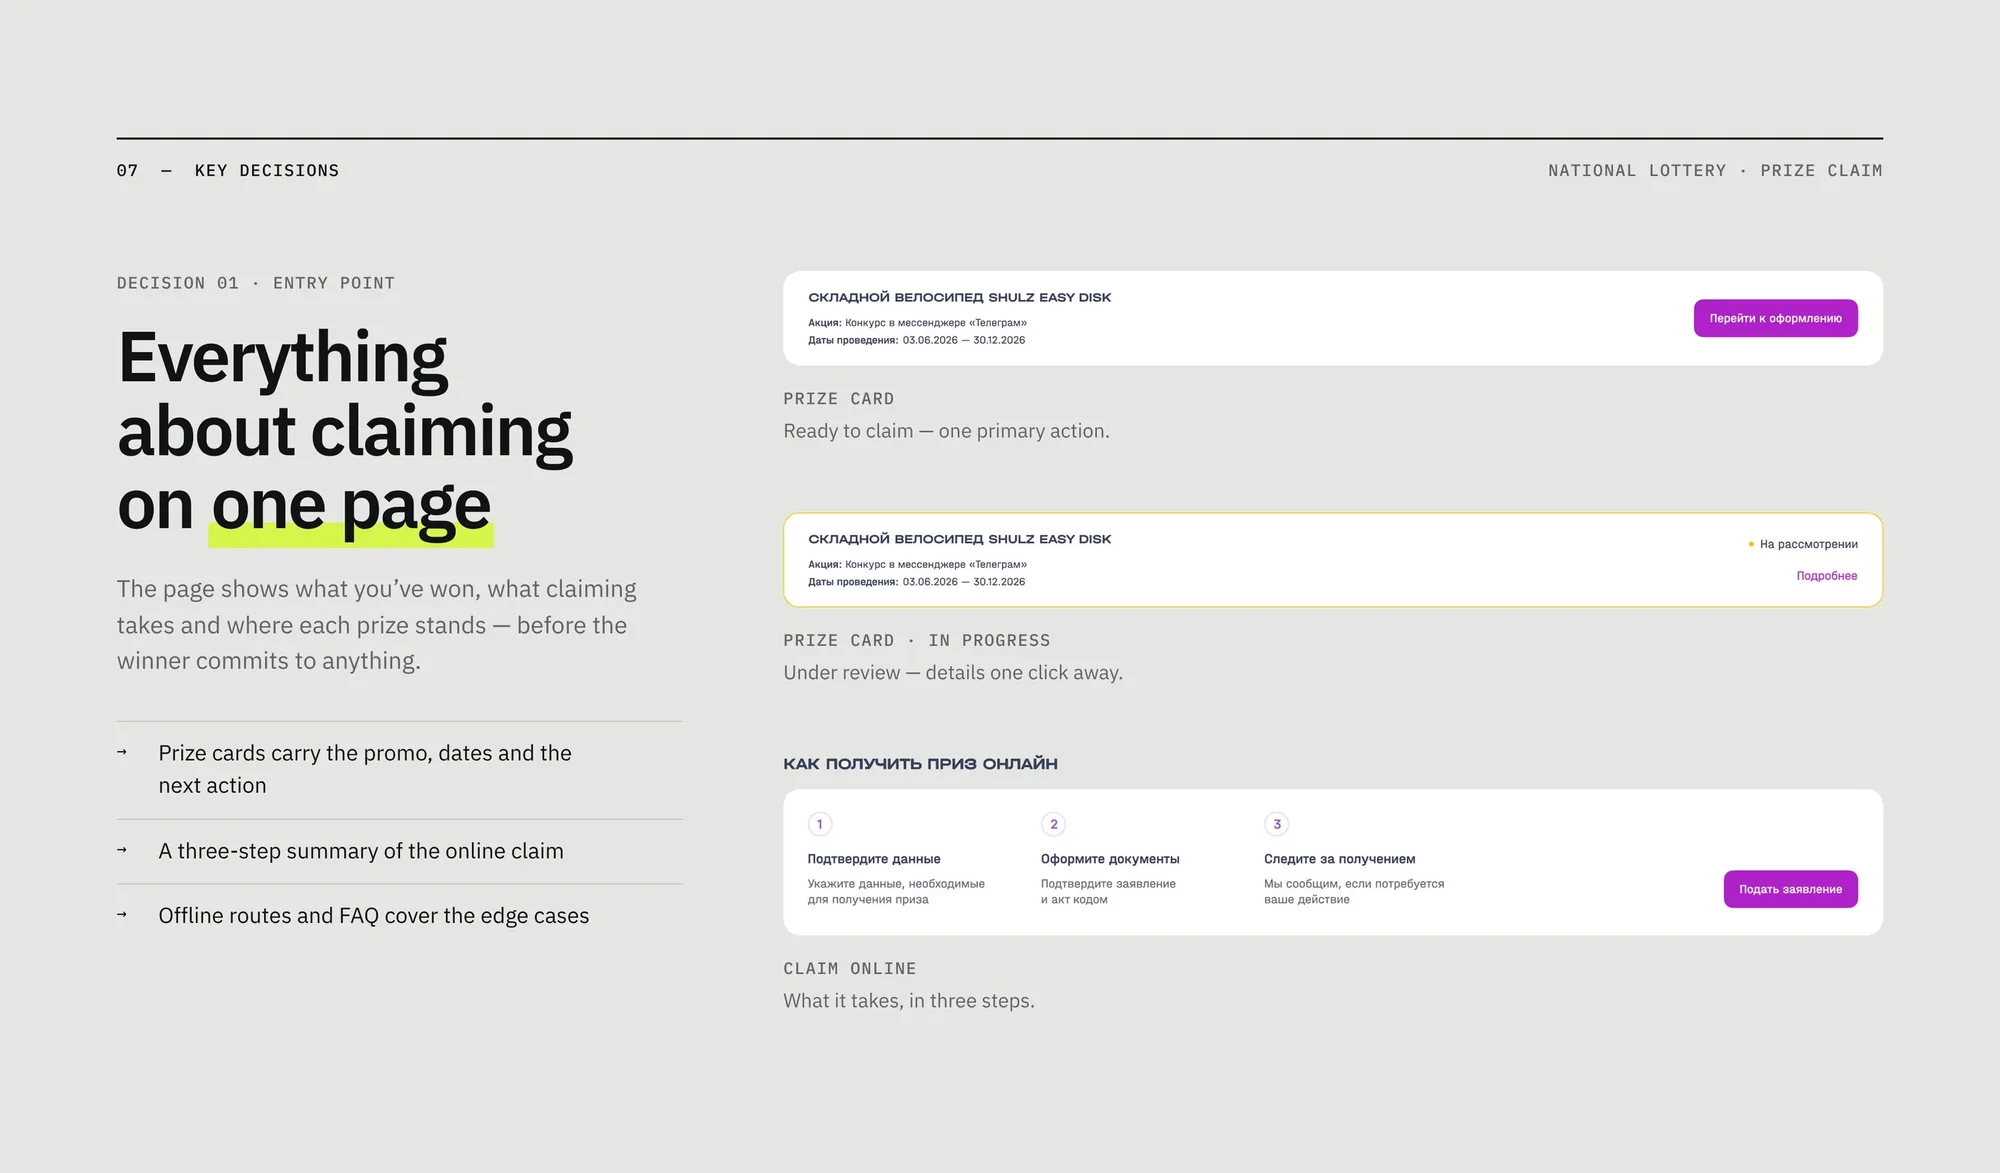 07 — KEY DECISIONS
NATIONAL LOTTERY · PRIZE CLAIM
DECISION 01 · ENTRY POINT
Everything
about claiming
on one page
The page shows what you’ve won, what claiming
takes and where each prize stands — before the
winner commits to anything.
→ Prize cards carry the promo, dates and the
next action
→ A three-step summary of the online claim
→ Offline routes and FAQ cover the edge cases
СКЛАДНОЙ ВЕЛОСИПЕД SHULZ EASY DISK
Акция: Конкурс в мессенджере «Телеграм»
Даты проведения: 03.06.2026 — 30.12.2026
Перейти к оформлению
PRIZE CARD
Ready to claim — one primary action.
СКЛАДНОЙ ВЕЛОСИПЕД SHULZ EASY DISK
Акция: Конкурс в мессенджере «Телеграм»
Даты проведения: 03.06.2026 — 30.12.2026
На рассмотрении
Подробнее
PRIZE CARD · IN PROGRESS
Under review — details one click away.
КАК ПОЛУЧИТЬ ПРИЗ ОНЛАЙН
1
Подтвердите данные
Укажите данные, необходимые
для получения приза
2
Оформите документы
Подтвердите заявление
и акт кодом
3
Следите за получением
Мы сообщим, если потребуется
ваше действие
Подать заявление
CLAIM ONLINE
What it takes, in three steps.